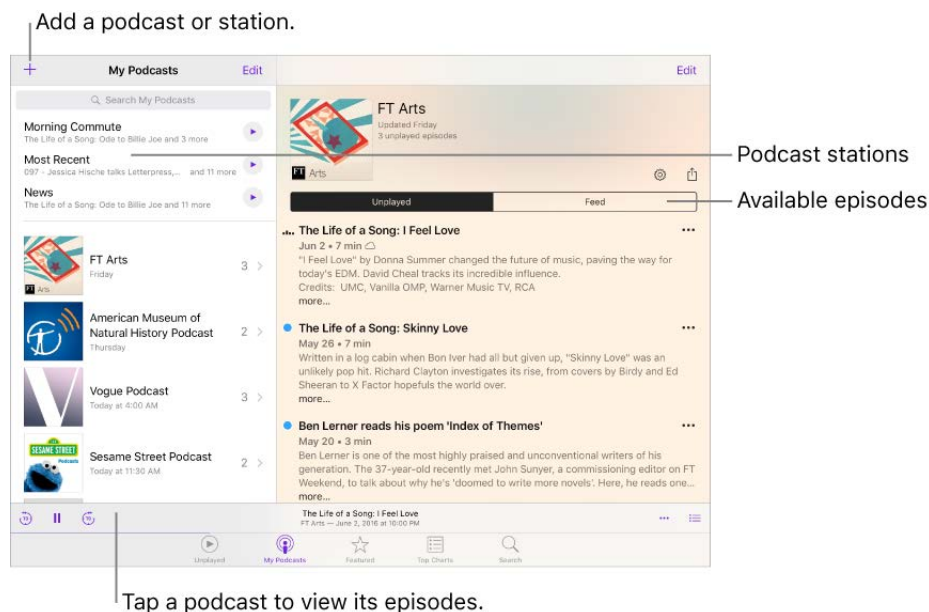 Add a podcast or station.
My Podcasts
Edit
Edit
Search My Podcasts
Morning Commute
The Life of a Song: Ode to Billie Joe and 3 more
Most Recent
097 - Jessica Hische talks Letterpress,... and 11 more
News
The Life of a Song: Ode to Billie Joe and 11 more
FT Arts
FT Arts
Friday
3
American Museum of
Natural History Podcast
Thursday
2
Vogue Podcast
Today at 4:00 AM
3
SESAME STREET
Podcasts
Sesame Street Podcast
Today at 11:30 AM
2
FT Arts
Updated Friday
3 unplayed episodes
FT Arts
Unplayed
Feed
The Life of a Song: I Feel Love
Jun 2 • 7 min
"I Feel Love" by Donna Summer changed the future of music, paving the way for
today's EDM. David Cheal tracks its incredible influence.
Credits: UMC, Vanilla OMP, Warner Music TV, RCA
more...
The Life of a Song: Skinny Love
May 26 • 7 min
Written in a log cabin when Bon Iver had all but given up, "Skinny Love" was an
unlikely pop hit. Richard Clayton investigates its rise, from covers by Birdy and Ed
Sheeran to X Factor hopefuls the world over.
more...
Ben Lerner reads his poem 'Index of Themes'
May 20 • 3 min
Ben Lerner is one of the most highly praised and unconventional writers of his
generation. The 37-year-old recently met John Sunyer, a commissioning editor on FT
Weekend, to talk about why he's 'doomed to write more novels'. Here, he reads one...
more...
Podcast stations
Available episodes
15
15
The Life of a Song: I Feel Love
FT Arts — June 2, 2016 at 10:00 PM
Unplayed
My Podcasts
Featured
Top Charts
Search
Tap a podcast to view its episodes.